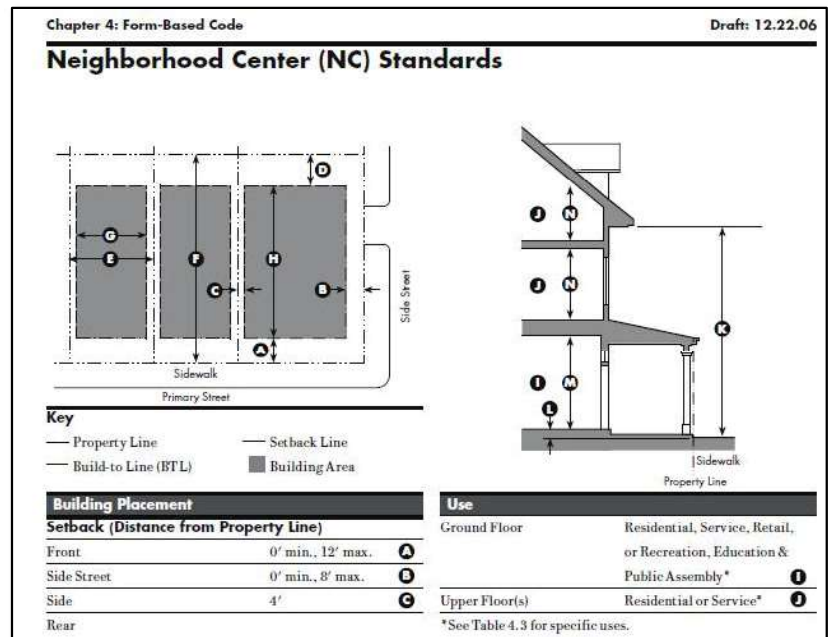 Chapter 4: Form-Based Code Draft: 12.22.06
Neighborhood Center (NC) Standards
D
G
E F H
C B
A
Side Street
Sidewalk
Primary Street
J N
J N
K
I M
L
Sidewalk
Property Line
Key
Property Line Setback Line
Build-to Line (BTL) Building Area
Building Placement
Setback (Distance from Property Line)
Front 0' min., 12' max. A
Side Street 0' min., 8' max. B
Side 4' C
Rear
Use
Ground Floor Residential, Service, Retail,
or Recreation, Education &
Public Assembly* I
Upper Floor(s) Residential or Service* J
*See Table 4.3 for specific uses.